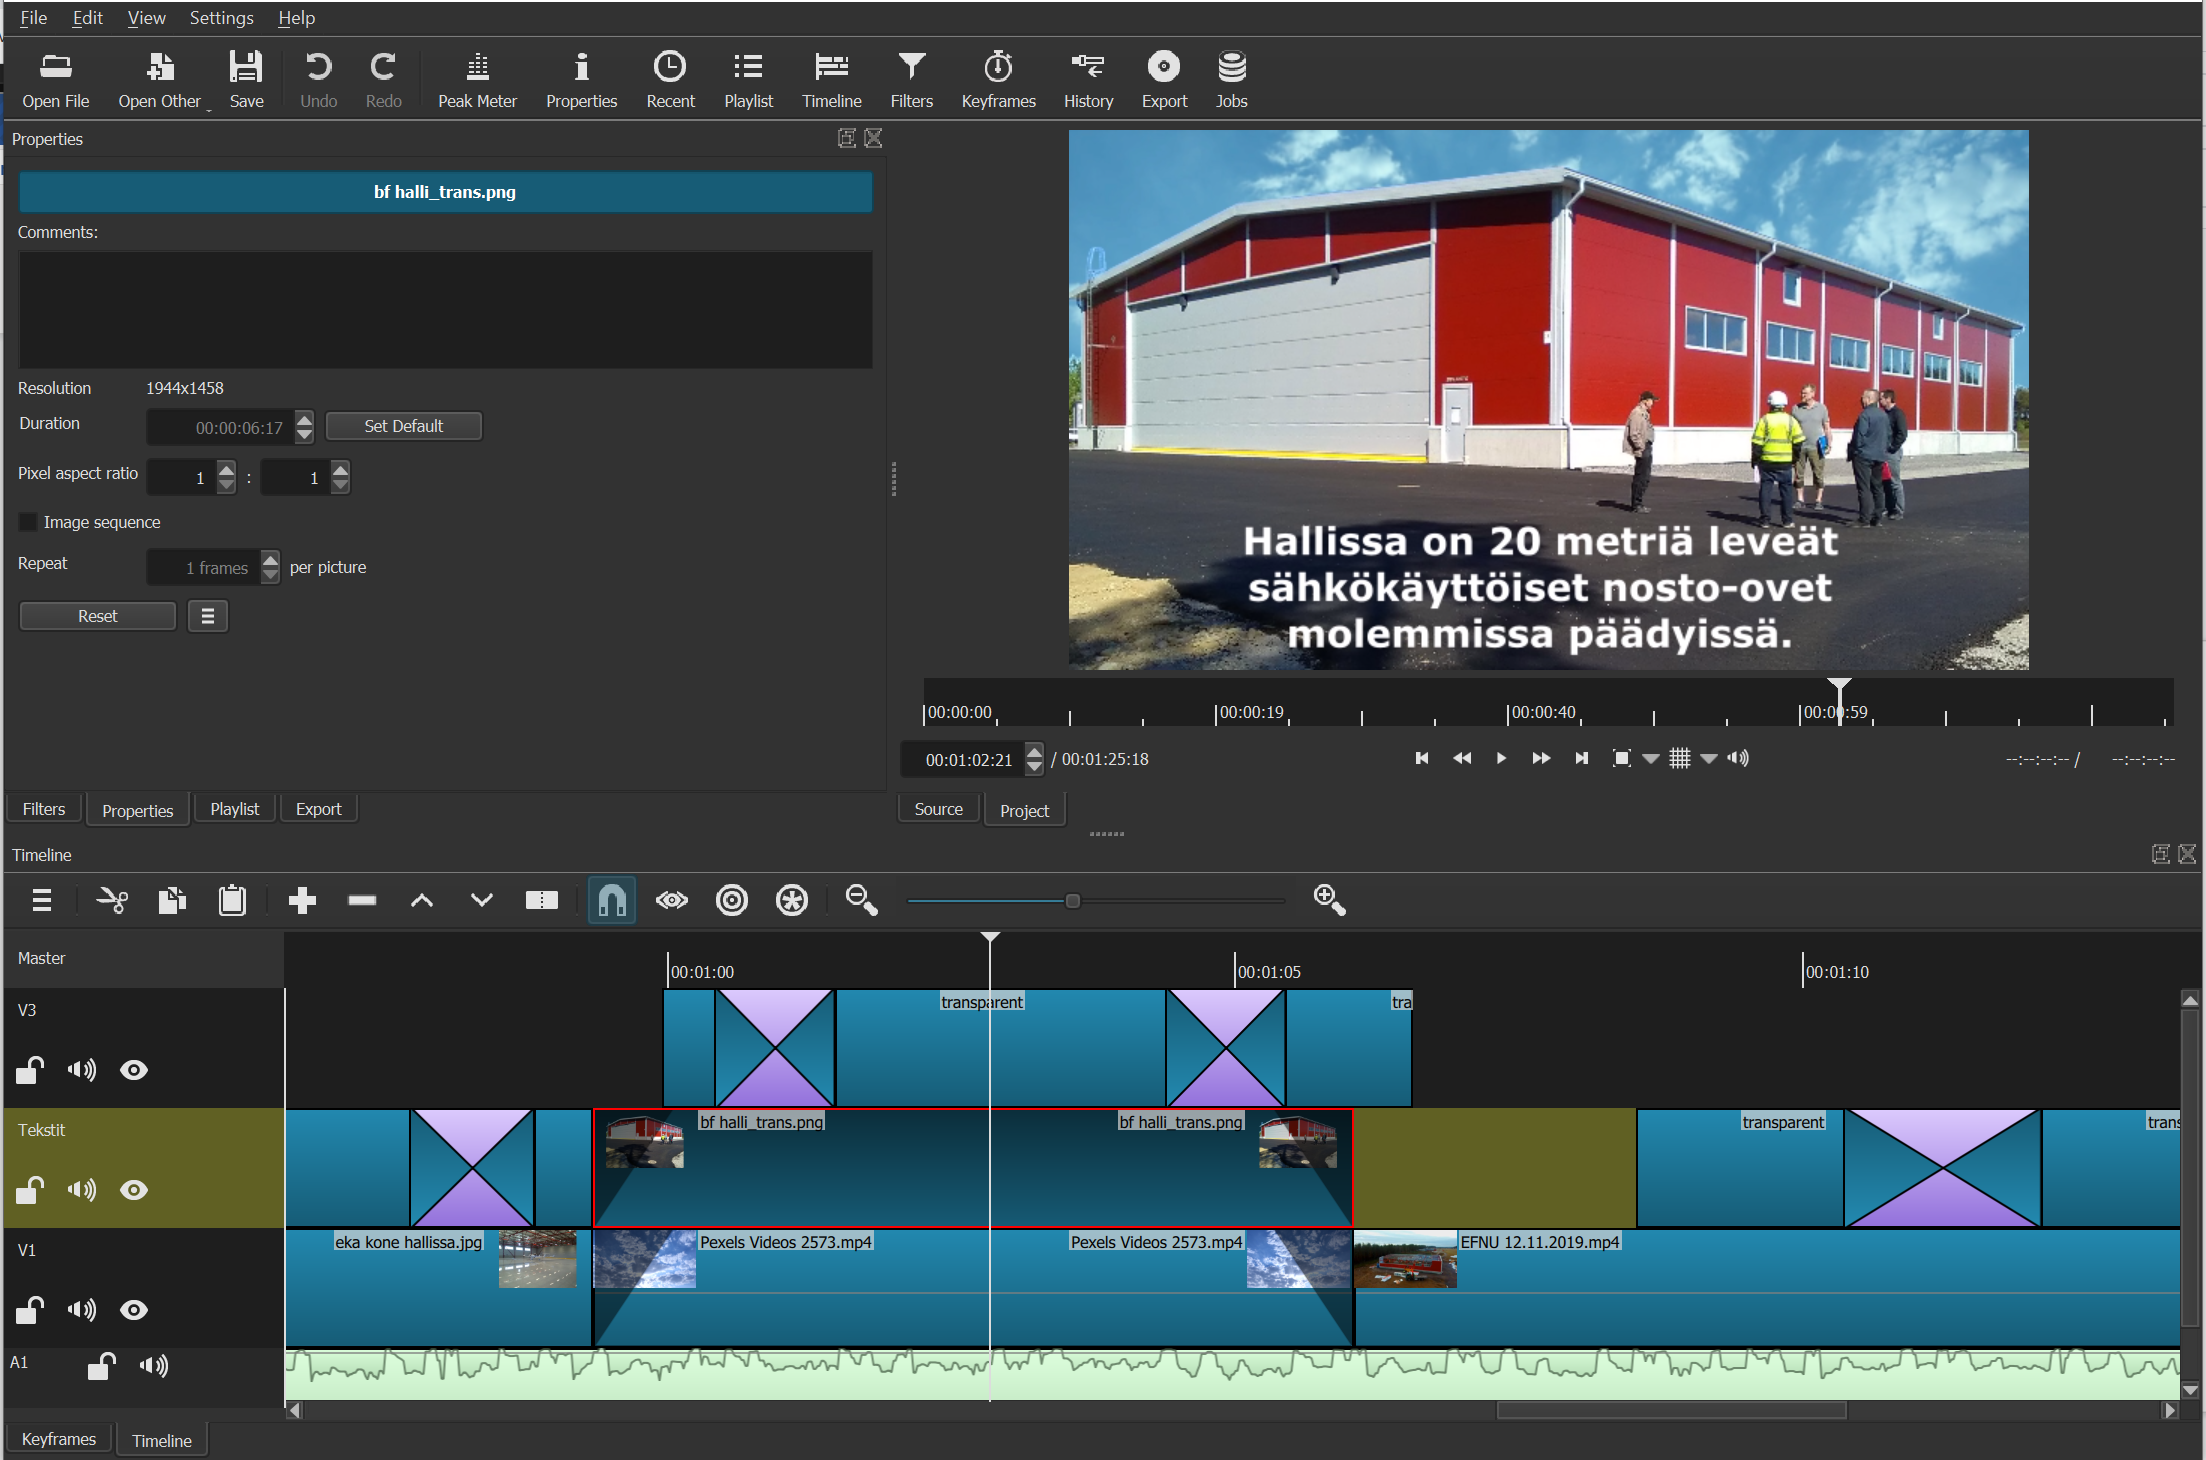 File Edit View Settings Help
Open File Open Other Save Undo Redo Peak Meter Properties Recent Playlist Timeline Filters Keyframes History Export Jobs
Properties
bf halli_trans.png
Comments:
Resolution 1944x1458
Duration 00:00:06:17 Set Default
Pixel aspect ratio 1 : 1
Image sequence
Repeat 1 frames per picture
Reset
Filters Properties Playlist Export
Hallissa on 20 metriä leveät
sähkökäyttöiset nosto-ovet
molemmissa päädyissä.
00:00:00 00:00:19 00:00:40 00:00:59
00:01:02:21 / 00:01:25:18 --:--:--:-- / --:--:--:--
Source Project
Timeline
Master 00:01:00 00:01:05 00:01:10
V3 transparent tra
Tekstit bf halli_trans.png bf halli_trans.png transparent trans
V1 eka kone hallissa.jpg Pexels Videos 2573.mp4 Pexels Videos 2573.mp4 EFNU 12.11.2019.mp4
A1
Keyframes Timeline